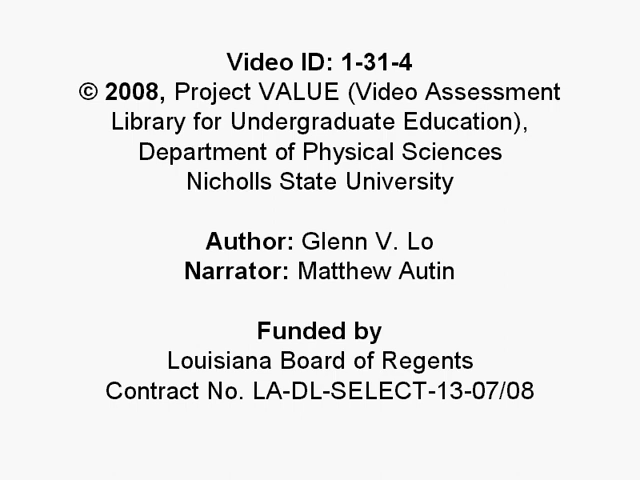 Video ID: 1-31-4
© 2008, Project VALUE (Video Assessment
Library for Undergraduate Education),
Department of Physical Sciences
Nicholls State University
Author: Glenn V. Lo
Narrator: Matthew Autin
Funded by
Louisiana Board of Regents
Contract No. LA-DL-SELECT-13-07/08